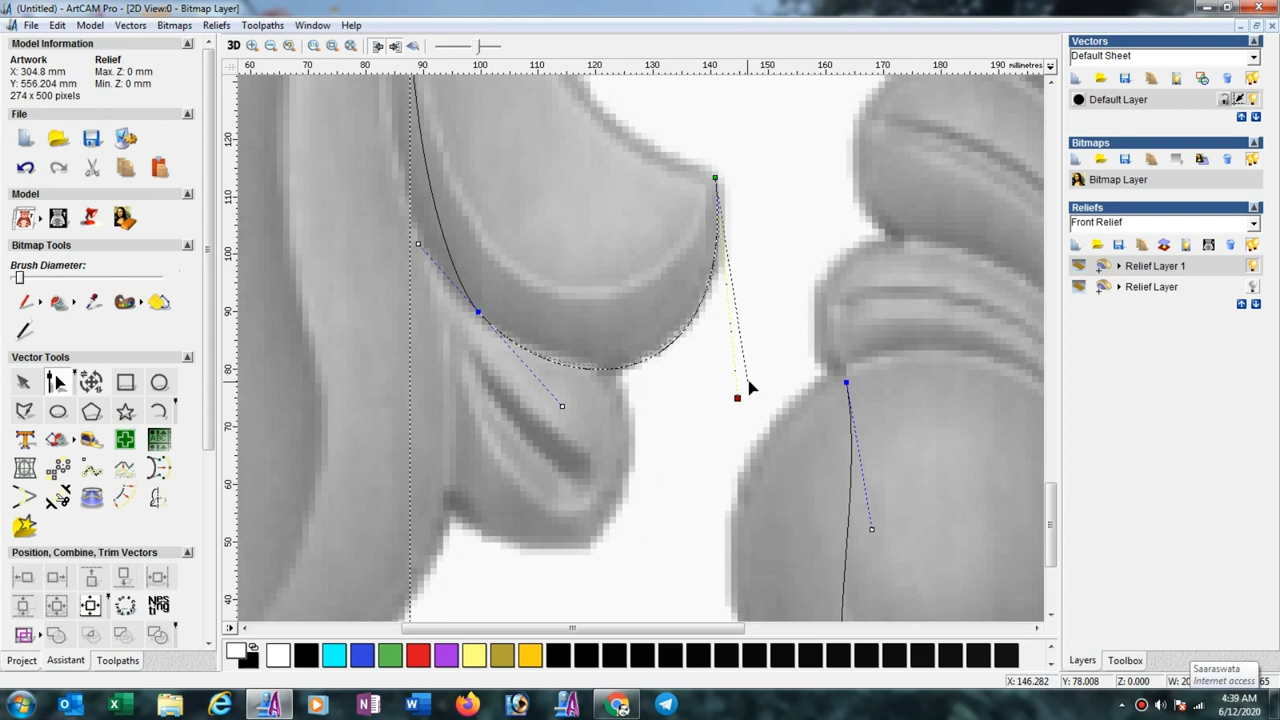 (Untitled) - ArtCAM Pro - [2D View:0 - Bitmap Layer]
File Edit Model Vectors Bitmaps Reliefs Toolpaths Window Help
Model Information
Artwork Relief
X: 304.8 mm Max. Z: 0 mm
Y: 556.204 mm Min. Z: 0 mm
274 x 500 pixels
File
Model
Bitmap Tools
Brush Diameter:
Vector Tools
Position, Combine, Trim Vectors
Project Assistant Toolpaths
3D
60 70 80 90 100 110 120 130 140 150 160 170 180 190 millimetres
120
110
100
90
80
70
60
50
40
Vectors
Default Sheet
Default Layer
Bitmaps
Bitmap Layer
Reliefs
Front Relief
Relief Layer 1
Relief Layer
Layers Toolbox
Saaraswata
Internet access
X: 146.282 Y: 78.008 Z: 0.000
4:39 AM
6/12/2020